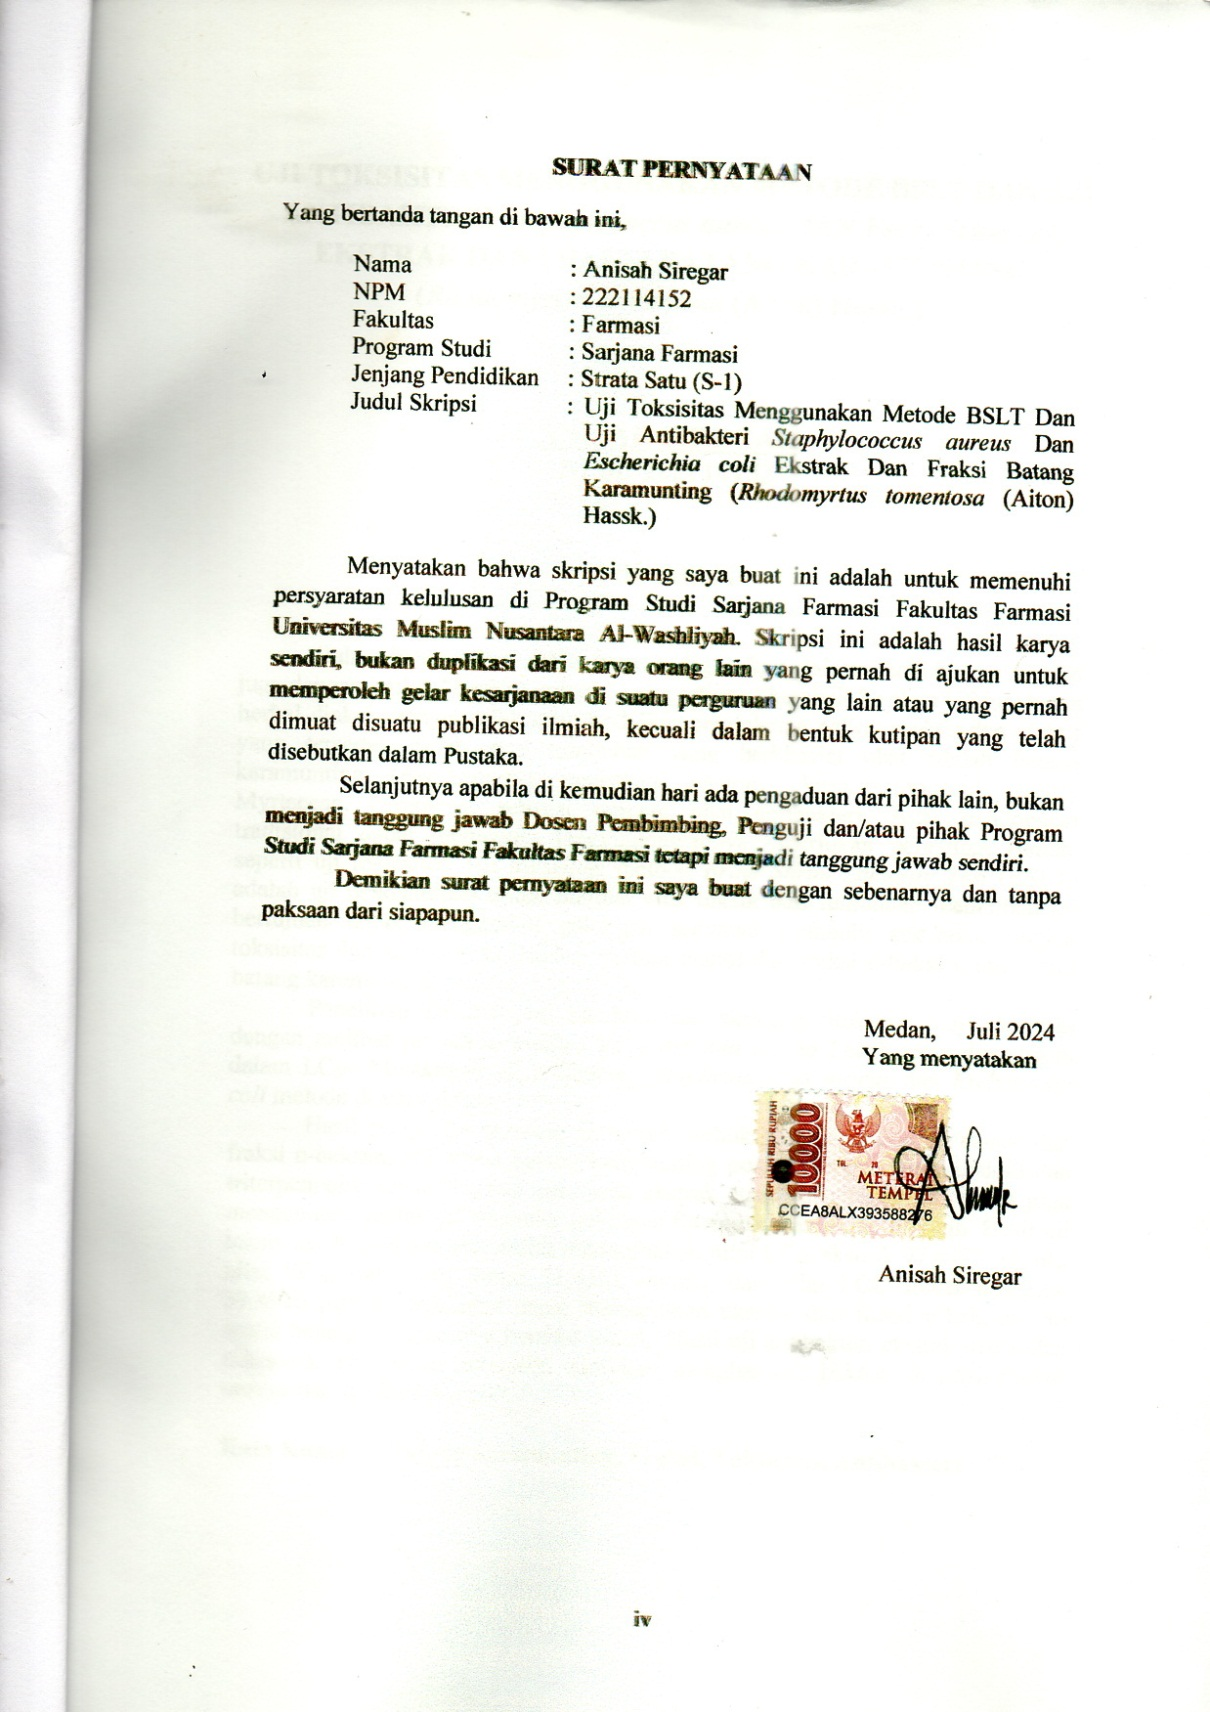 SURAT PERNYATAAN
Yang bertanda tangan di bawah ini,
Nama : Anisah Siregar
NPM : 222114152
Fakultas : Farmasi
Program Studi : Sarjana Farmasi
Jenjang Pendidikan : Strata Satu (S-1)
Judul Skripsi : Uji Toksisitas Menggunakan Metode BSLT Dan
Uji Antibakteri Staphylococcus aureus Dan
Escherichia coli Ekstrak Dan Fraksi Batang
Karamunting (Rhodomyrtus tomentosa (Aiton)
Hassk.)
Menyatakan bahwa skripsi yang saya buat ini adalah untuk memenuhi
persyaratan kelulusan di Program Studi Sarjana Farmasi Fakultas Farmasi
Universitas Muslim Nusantara Al-Washliyah. Skripsi ini adalah hasil karya
sendiri, bukan duplikasi dari karya orang lain yang pernah di ajukan untuk
memperoleh gelar kesarjanaan di suatu perguruan yang lain atau yang pernah
dimuat disuatu publikasi ilmiah, kecuali dalam bentuk kutipan yang telah
disebutkan dalam Pustaka.
Selanjutnya apabila di kemudian hari ada pengaduan dari pihak lain, bukan
menjadi tanggung jawab Dosen Pembimbing, Penguji dan/atau pihak Program
Studi Sarjana Farmasi Fakultas Farmasi tetapi menjadi tanggung jawab sendiri.
Demikian surat pernyataan ini saya buat dengan sebenarnya dan tanpa
paksaan dari siapapun.
Medan, Juli 2024
Yang menyatakan
SEPULUH RIBU RUPIAH
10000
TGL. 20
METERAI
TEMPEL
CCEA8ALX393588276
Anisah Siregar
iv